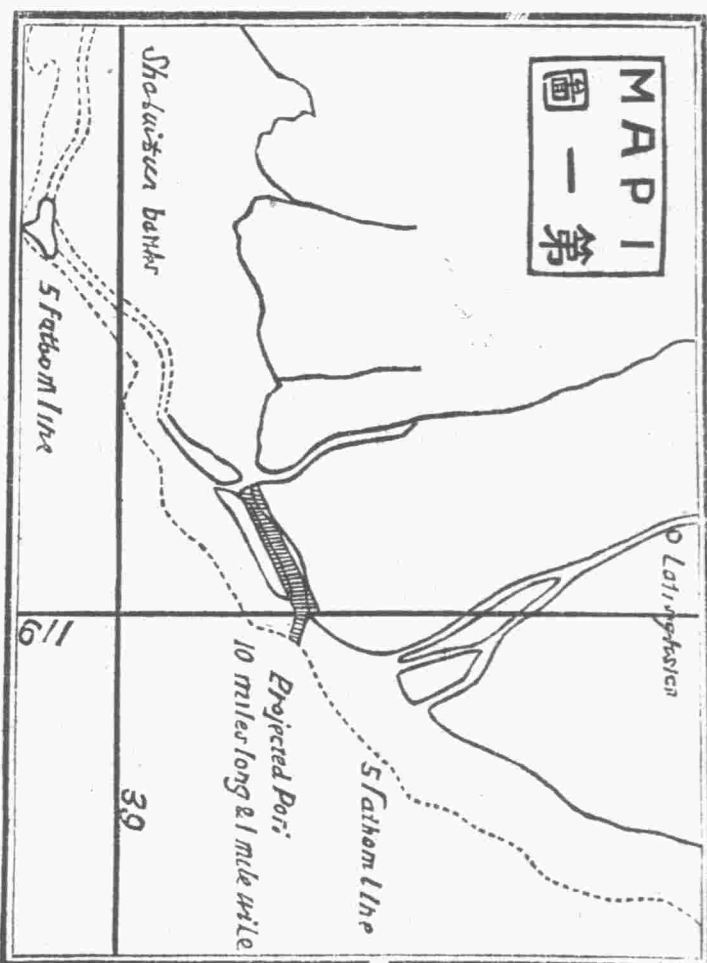 MAP I
第一圖
Shaluitien banks
5 fathom line
Projected Port
10 miles long & 1 mile wile
5 fathom line
119
39